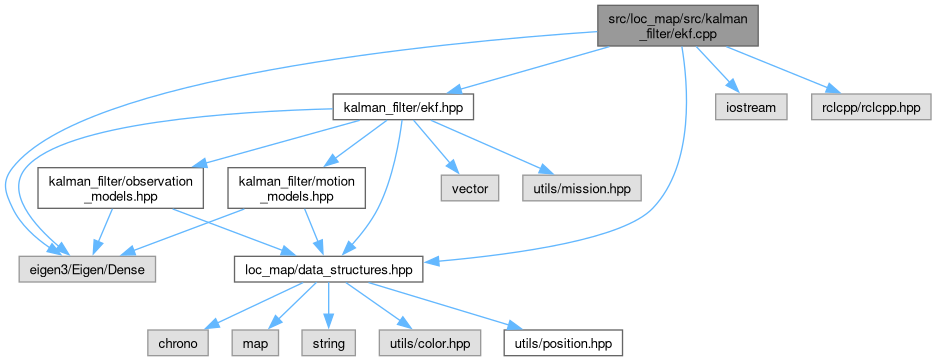 src/loc_map/src/kalman
_filter/ekf.cpp
kalman_filter/ekf.hpp
iostream
rclcpp/rclcpp.hpp
kalman_filter/observation
_models.hpp
kalman_filter/motion
_models.hpp
vector
utils/mission.hpp
eigen3/Eigen/Dense
loc_map/data_structures.hpp
chrono
map
string
utils/color.hpp
utils/position.hpp